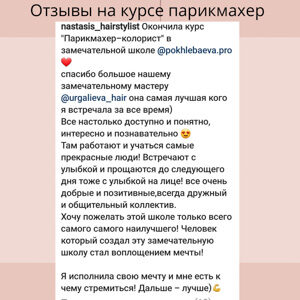 Отзывы на курсе парикмахер
nastasis_hairstylist Окончила курс
"Парикмахер–колорист" в
замечательной школе @pokhlebaeva.pro
❤️
спасибо большое нашему
замечательному мастеру
@urgalieva_hair она самая лучшая кого
я встречала за все время)
Все настолько доступно и понятно,
интересно и познавательно 😍
Там работают и учаться самые
прекрасные люди! Встречают с
улыбкой и прощаются до следующего
дня тоже с улыбкой на лице! все очень
добрые и позитивные,всегда дружный
и общительный коллектив.
Хочу пожелать этой школе только всего
самого самого наилучшего! Человек
который создал эту замечательную
школу стал воплощением мечты!
Я исполнила свою мечту и мне есть к
чему стремиться! Дальше – лучше)💪